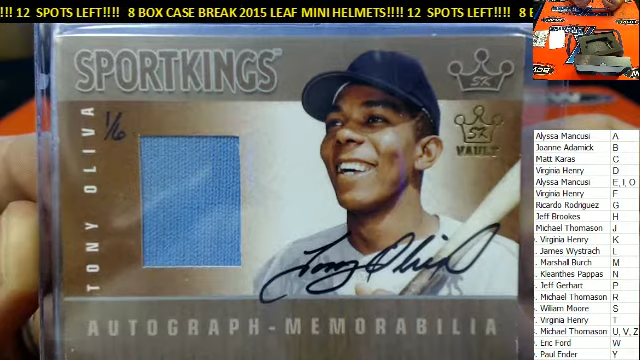 !!! 12 SPOTS LEFT!!!! 8 BOX CASE BREAK 2015 LEAF MINI HELMETS!!!! 12 SPOTS LEFT!!!! 8 B
SPORTKINGS
SK
SK
VAULT
1/6
TONY OLIVA
Tony Oliva
AUTOGRAPH-MEMORABILIA
Alyssa Mancusi A
Joanne Adamick B
Matt Karas C
Virginia Henry D
Alyssa Mancusi E, I, O
Virginia Henry F
Ricardo Rodriguez G
Jeff Brookes H
Michael Thomason J
. Virginia Henry K
. James Wystrach L
. Marshall Burch M
. Kleanthes Pappas N
. Jeff Gerhart P
. Michael Thomason R
. William Moore S
. Virginia Henry T
. Michael Thomason U, V, Z
. Eric Ford W
. Paul Ender Y